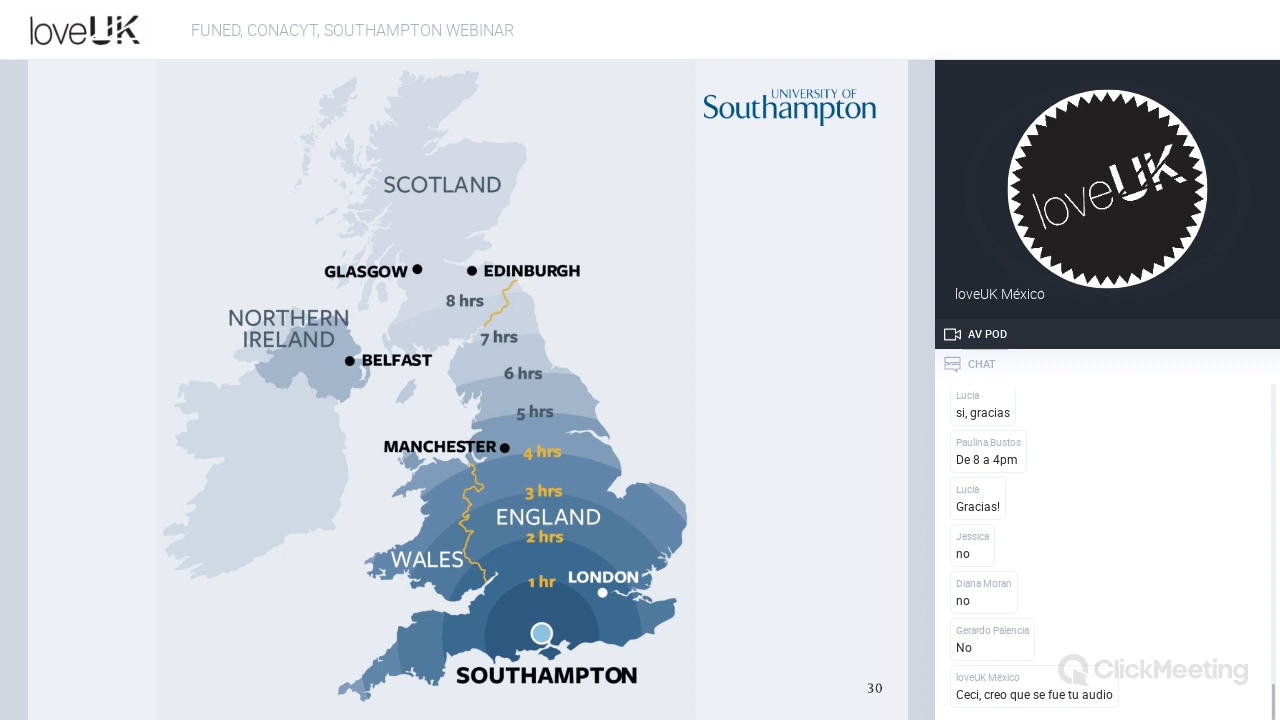 loveUK
FUNED, CONACYT, SOUTHAMPTON WEBINAR
UNIVERSITY OF
Southampton
SCOTLAND
GLASGOW
EDINBURGH
8 hrs
NORTHERN
IRELAND
7 hrs
BELFAST
6 hrs
5 hrs
MANCHESTER
4 hrs
3 hrs
ENGLAND
2 hrs
WALES
1 hr
LONDON
SOUTHAMPTON
30
loveUK
loveUK México
AV POD
CHAT
Lucía
si, gracias
Paulina Bustos
De 8 a 4pm
Lucía
Gracias!
Jessica
no
Diana Moran
no
Gerardo Palencia
No
loveUK México
Ceci, creo que se fue tu audio
ClickMeeting